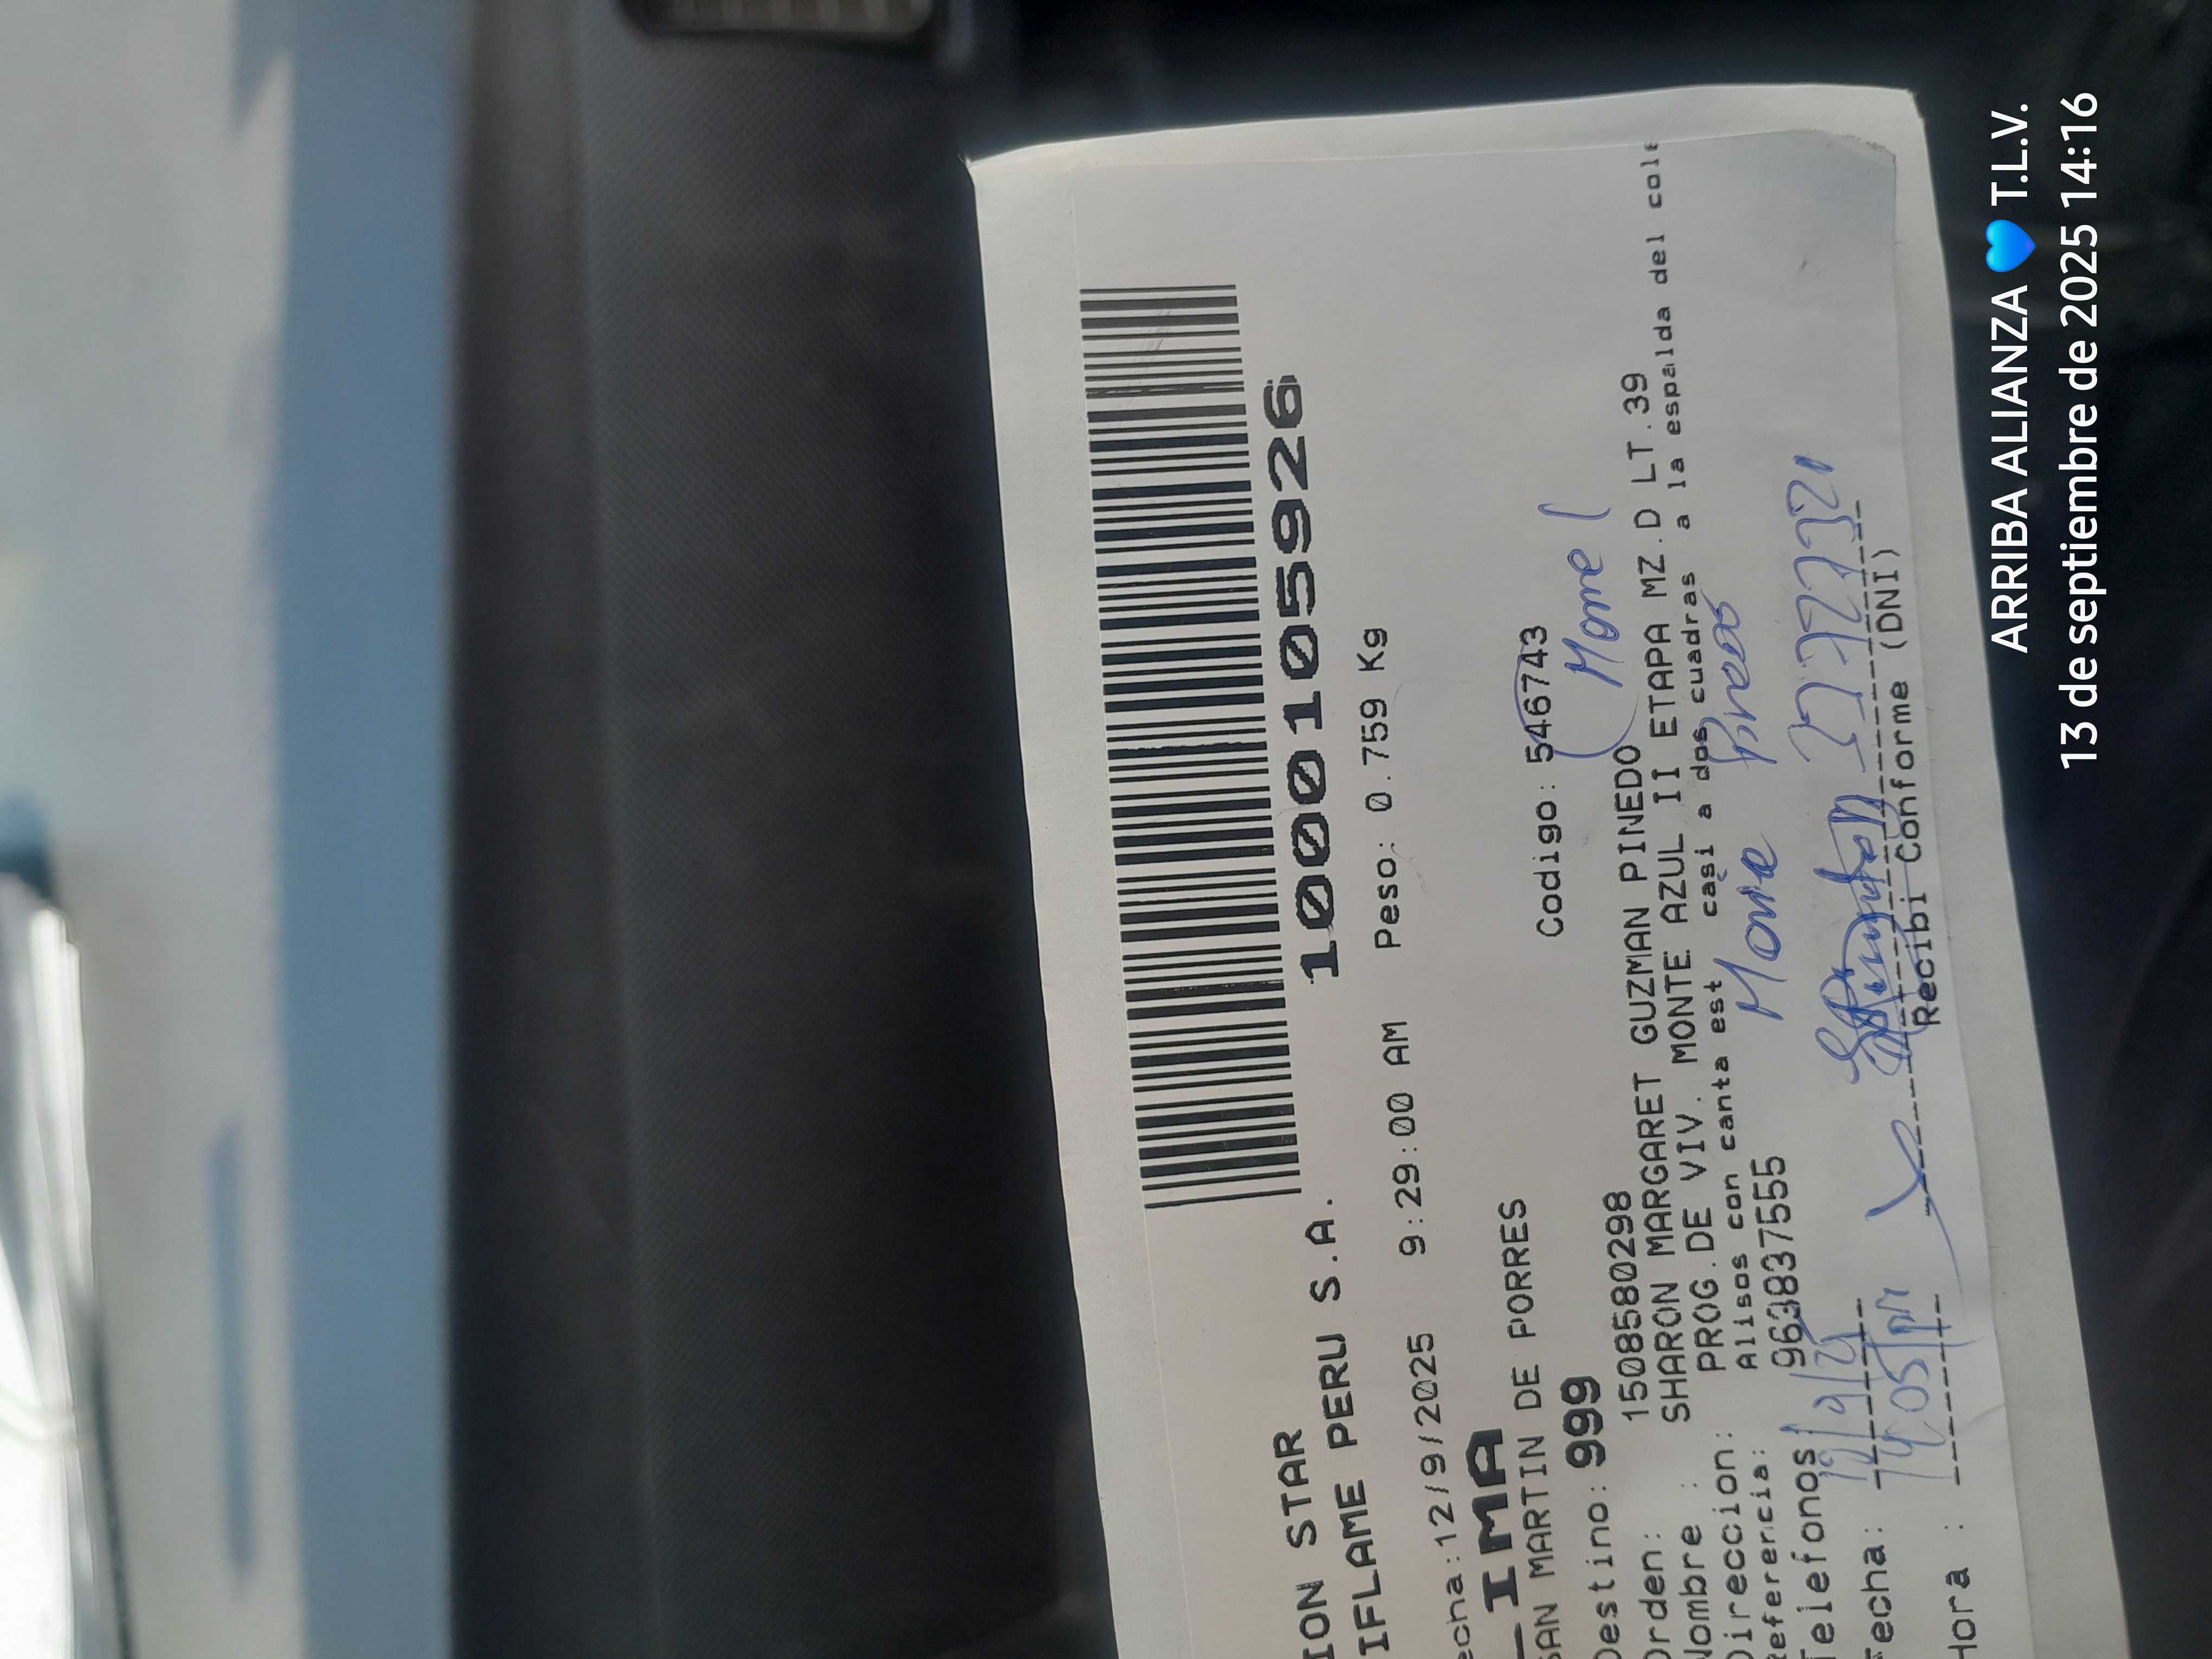 ION STAR
IFLAME PERU S.A.
1000105926
echa:12/9/2025 9:29:00 AM Peso: 0.759 Kg
LIMA
SAN MARTIN DE PORRES Codigo: 546743
Destino: 999
Orden: 15085880298
Nombre : SHARON MARGARET GUZMAN PINEDO
Direccion: PROG.DE VIV. MONTE AZUL II ETAPA MZ.D LT.39
Referencia: Alisos con canta est casi a dos cuadras a la espalda del cole
Telefonos 963837555
Fecha:
Hora :
Recibi Conforme (DNI)
ARRIBA ALIANZA 💙 T.L.V.
13 de septiembre de 2025 14:16